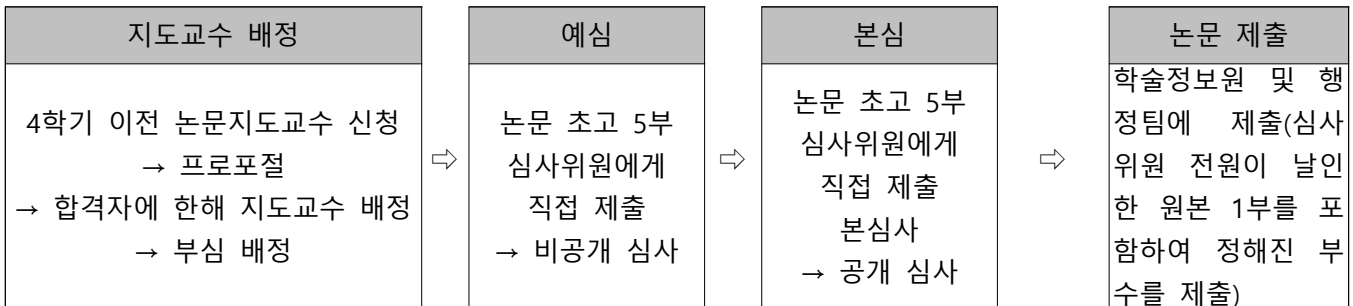 지도교수 배정
4학기 이전 논문지도교수 신청
→ 프로포절
→ 합격자에 한해 지도교수 배정
→ 부심 배정
⇨
예심
논문 초고 5부
심사위원에게
직접 제출
→ 비공개 심사
⇨
본심
논문 초고 5부
심사위원에게
직접 제출
본심사
→ 공개 심사
⇨
논문 제출
학술정보원 및 행
정팀에 제출(심사
위원 전원이 날인
한 원본 1부를 포
함하여 정해진 부
수를 제출)